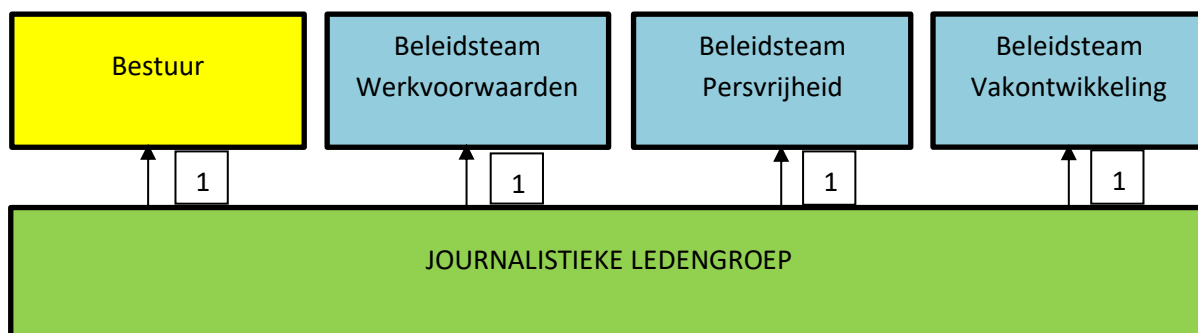 Bestuur
Beleidsteam
Werkvoorwaarden
Beleidsteam
Persvrijheid
Beleidsteam
Vakontwikkeling
1
1
1
1
JOURNALISTIEKE LEDENGROEP